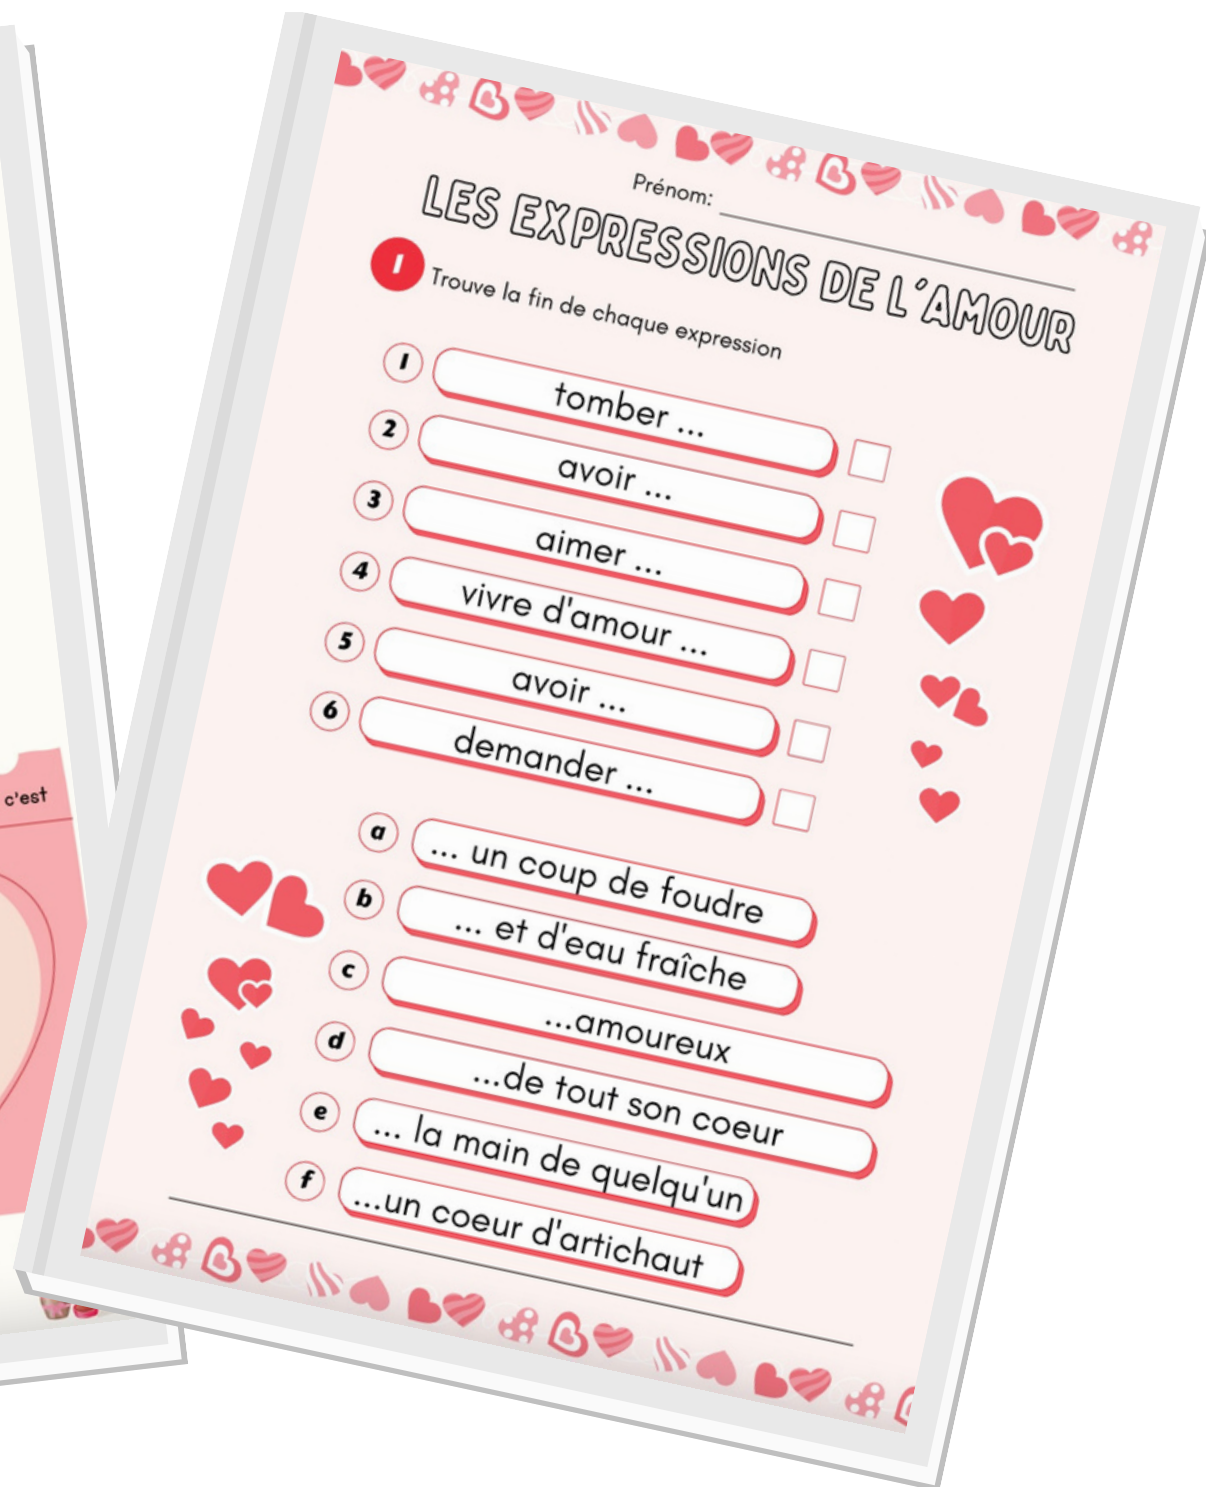 c'est
Prénom:
LES EXPRESSIONS DE L'AMOUR
1 Trouve la fin de chaque expression
1 tomber ...
2 avoir ...
3 aimer ...
4 vivre d'amour ...
5 avoir ...
6 demander ...
a ... un coup de foudre
b ... et d'eau fraîche
c ...amoureux
d ...de tout son coeur
e ... la main de quelqu'un
f ...un coeur d'artichaut